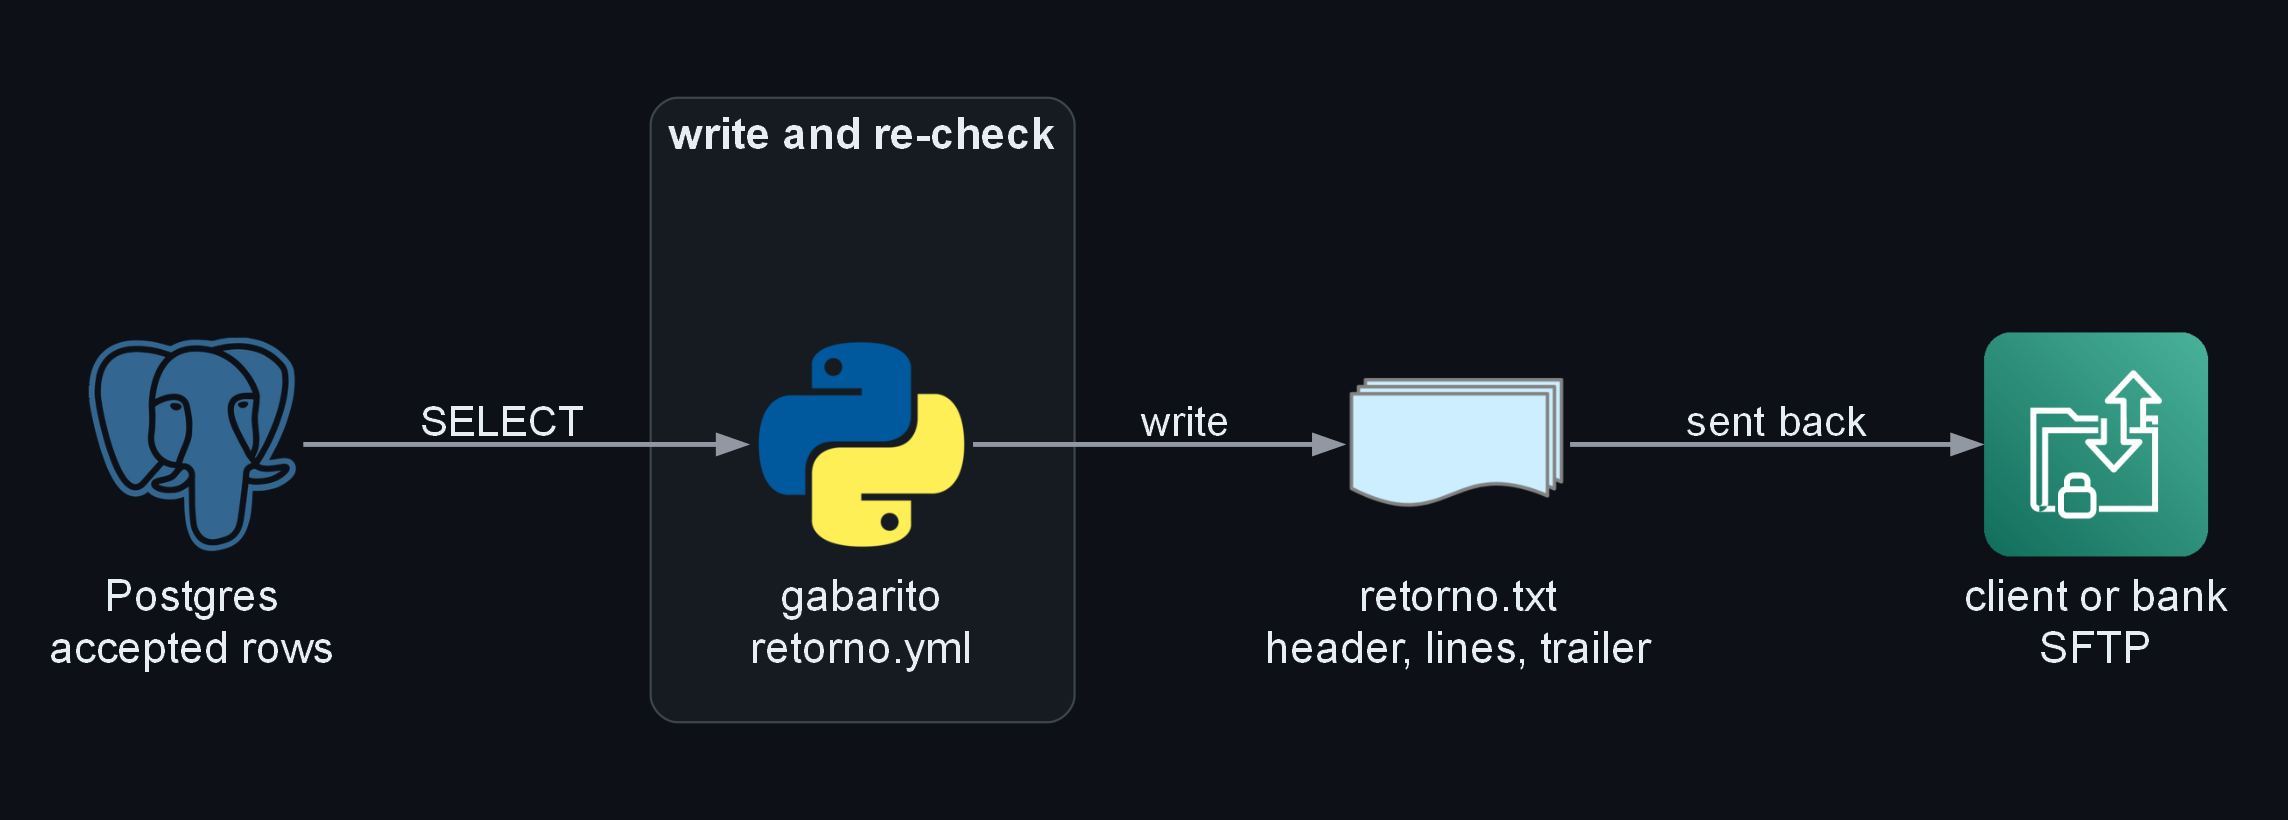 write and re-check
SELECT
write
sent back
Postgres
accepted rows
gabarito
retorno.yml
retorno.txt
header, lines, trailer
client or bank
SFTP